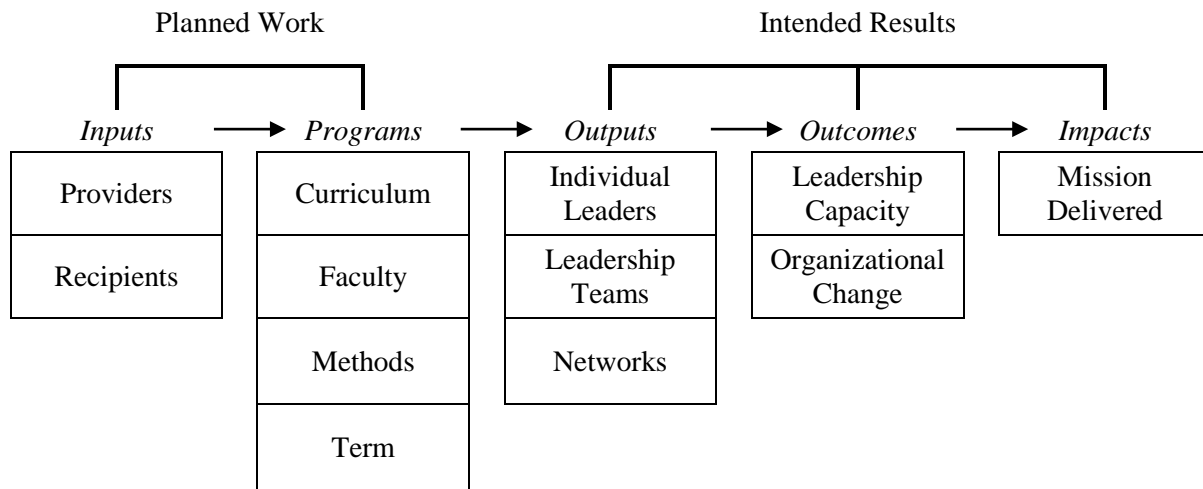 Planned Work
Intended Results
Inputs
Programs
Outputs
Outcomes
Impacts
Providers
Recipients
Curriculum
Faculty
Methods
Term
Individual
Leaders
Leadership
Teams
Networks
Leadership
Capacity
Organizational
Change
Mission
Delivered